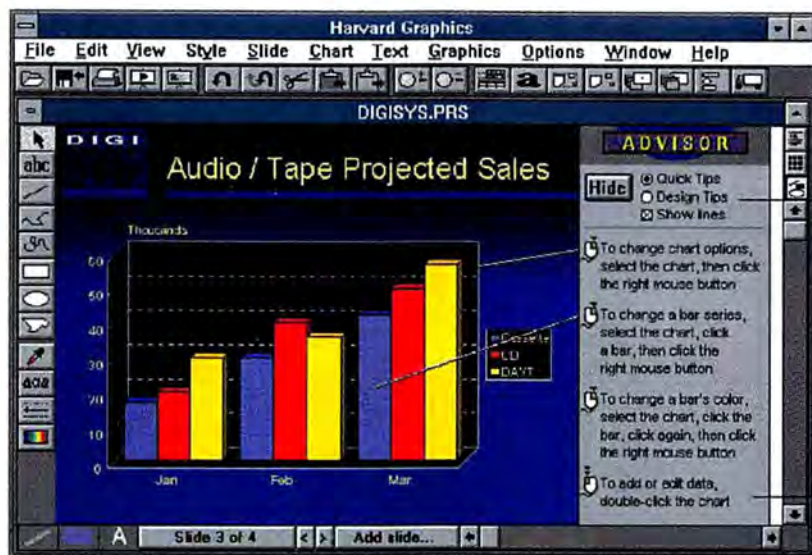 Harvard Graphics
File Edit View Style Slide Chart Text Graphics Options Window Help
DIGISYS.PRS
abc
DIGI
Audio / Tape Projected Sales
Thousands
60
50
40
30
20
10
0
Jan Feb Mar
CD
ADVISOR
Hide
Quick Tips
Design Tips
Show lines
To change chart options,
select the chart, then click
the right mouse button
To change a bar series,
select the chart, click
a bar, then click the
right mouse button
To change a bar's color,
select the chart, click the
bar, click again, then click
the right mouse button
To add or edit data,
double-click the chart
A Slide 3 of 4 < > Add slide...